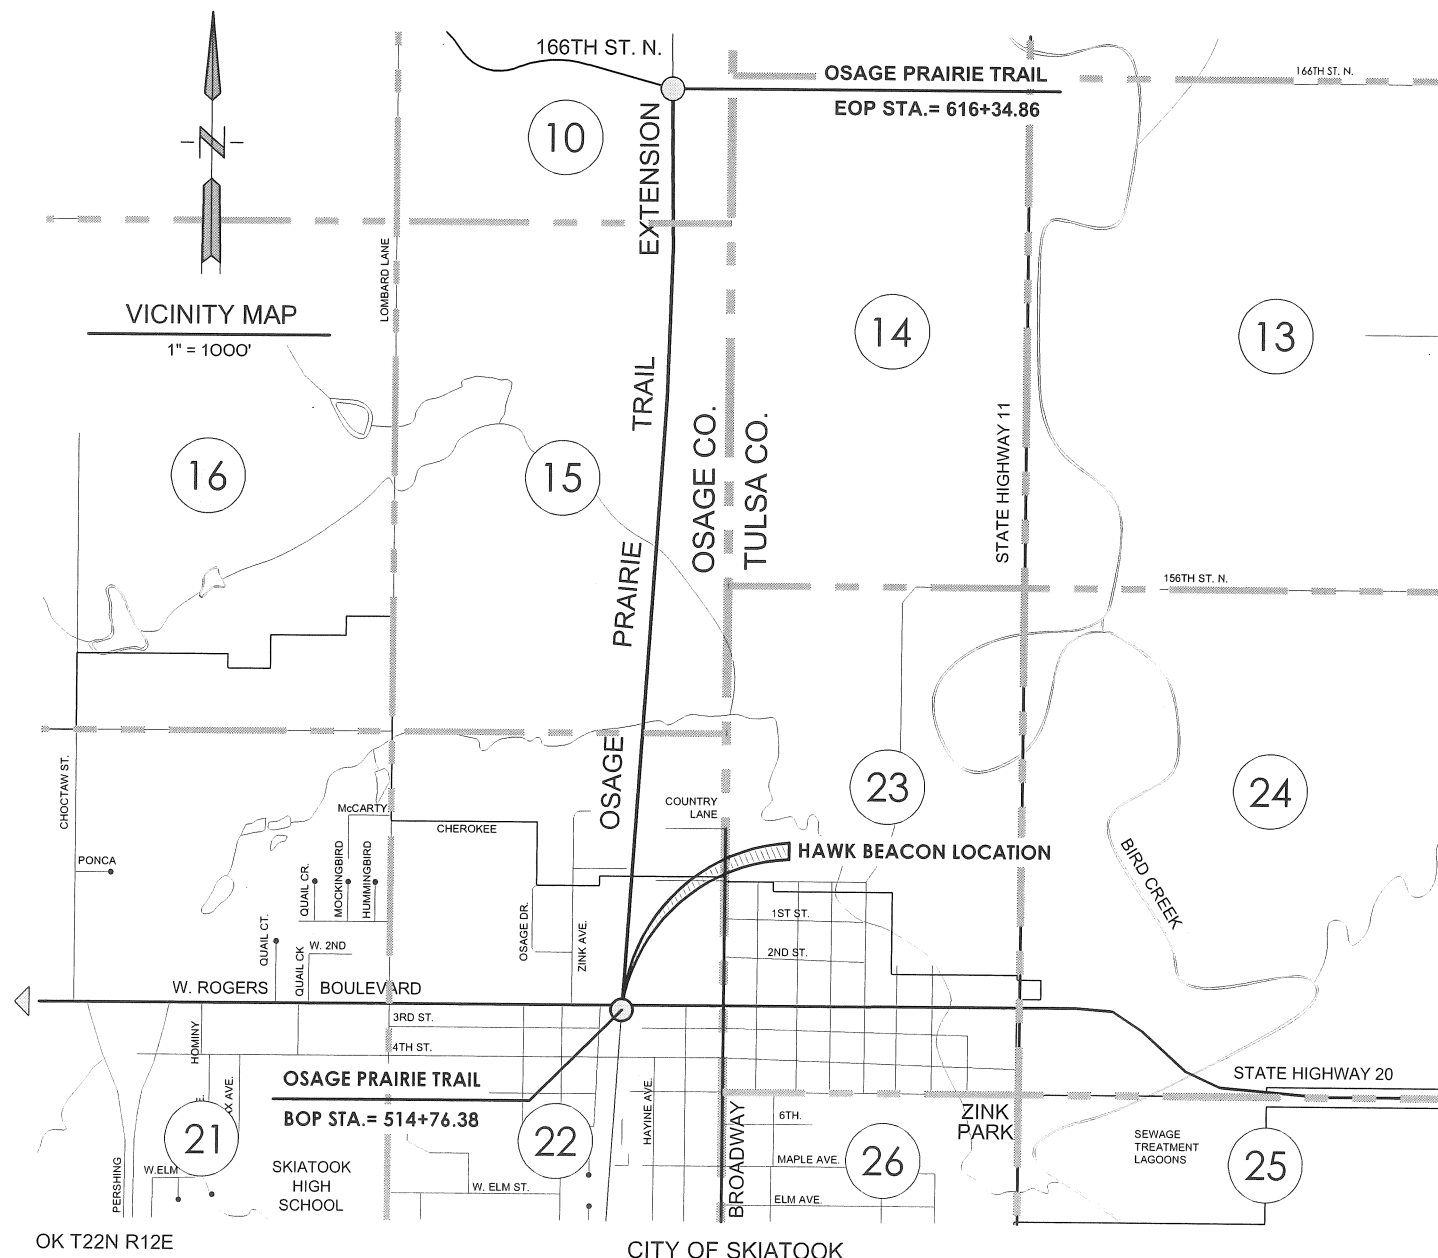 166TH ST. N.
OSAGE PRAIRIE TRAIL
EOP STA.= 616+34.86
166TH ST. N.
10
N
EXTENSION
LOMBARD LANE
VICINITY MAP
1" = 1000'
14
13
TRAIL
OSAGE CO.
TULSA CO.
STATE HIGHWAY 11
16
15
PRAIRIE
156TH ST. N.
OSAGE
CHOCTAW ST.
23
24
McCARTY
CHEROKEE
COUNTRY
LANE
HAWK BEACON LOCATION
BIRD CREEK
PONCA
QUAIL CR.
MOCKINGBIRD
HUMMINGBIRD
QUAIL CT.
QUAIL CK
W. 2ND
OSAGE DR.
ZINK AVE.
1ST ST.
2ND ST.
W. ROGERS BOULEVARD
3RD ST.
4TH ST.
HOMINY
OSAGE PRAIRIE TRAIL
BOP STA.= 514+76.38
STATE HIGHWAY 20
HAYINE AVE.
BROADWAY
6TH.
ZINK
PARK
21
22
26
25
SEWAGE
TREATMENT
LAGOONS
MAPLE AVE.
PERSHING
W.ELM
SKIATOOK
HIGH
SCHOOL
W. ELM ST.
ELM AVE.
OK T22N R12E
CITY OF SKIATOOK